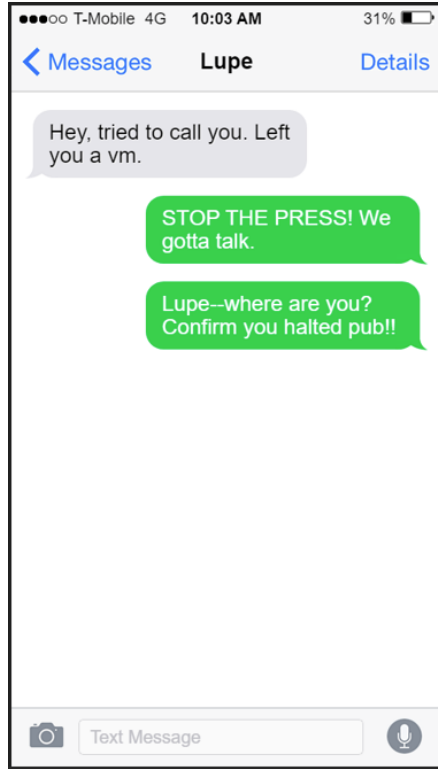 T-Mobile 4G 10:03 AM 31%
Messages Lupe Details
Hey, tried to call you. Left
you a vm.
STOP THE PRESS! We
gotta talk.
Lupe--where are you?
Confirm you halted pub!!
Text Message